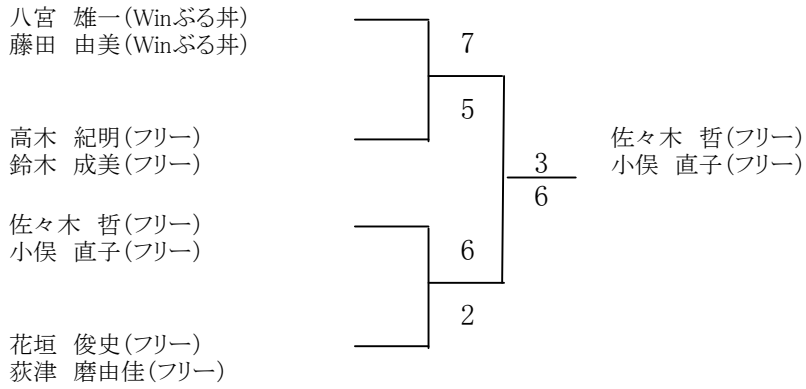 八宮 雄一(Winぶる丼)
藤田 由美(Winぶる丼)
7
5
高木 紀明(フリー)
鈴木 成美(フリー)
佐々木 哲(フリー)
小俣 直子(フリー)
3
6
佐々木 哲(フリー)
小俣 直子(フリー)
6
2
花垣 俊史(フリー)
荻津 磨由佳(フリー)